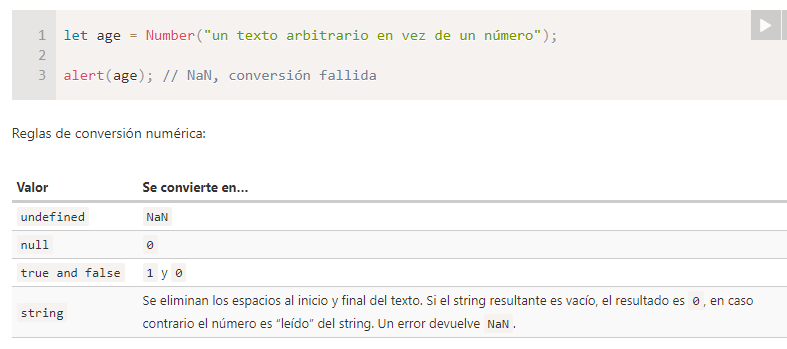 1 let age = Number("un texto arbitrario en vez de un número");
2
3 alert(age); // NaN, conversión fallida
Reglas de conversión numérica:
Valor Se convierte en…
undefined NaN
null 0
true and false 1 y 0
string Se eliminan los espacios al inicio y final del texto. Si el string resultante es vacío, el resultado es 0, en caso
contrario el número es “leído” del string. Un error devuelve NaN.